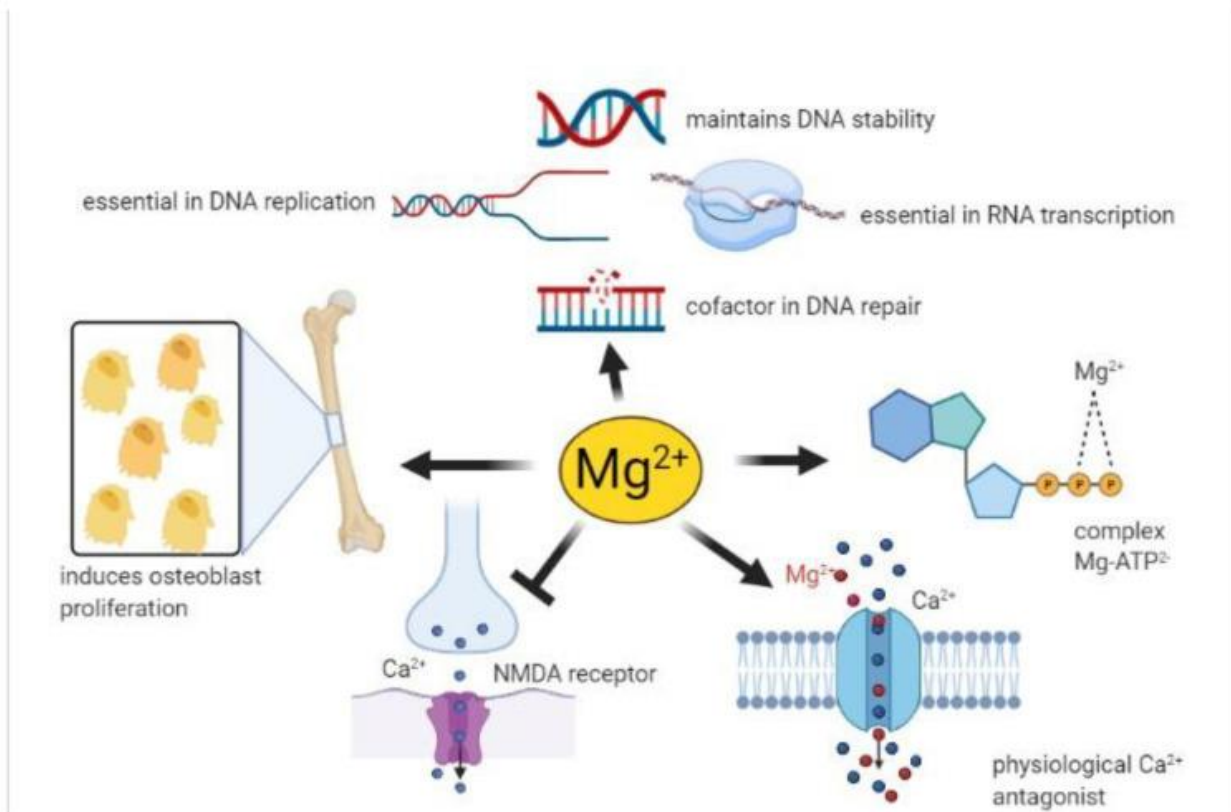 maintains DNA stability
essential in DNA replication
essential in RNA transcription
cofactor in DNA repair
Mg²⁺
Mg²⁺
P P P
complex
Mg-ATP²⁻
induces osteoblast
proliferation
Mg²⁺
Ca²⁺
Ca²⁺
NMDA receptor
physiological Ca²⁺
antagonist